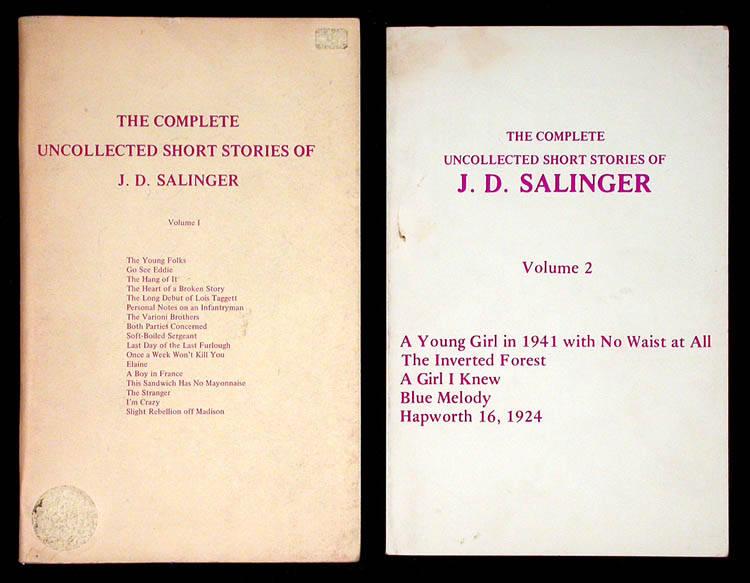 THE COMPLETE
UNCOLLECTED SHORT STORIES OF
J. D. SALINGER
Volume I
The Young Folks
Go See Eddie
The Hang of It
The Heart of a Broken Story
The Long Debut of Lois Taggett
Personal Notes on an Infantryman
The Varioni Brothers
Both Parties Concerned
Soft-Boiled Sergeant
Last Day of the Last Furlough
Once a Week Won't Kill You
Elaine
A Boy in France
This Sandwich Has No Mayonnaise
The Stranger
I'm Crazy
Slight Rebellion off Madison
THE COMPLETE
UNCOLLECTED SHORT STORIES OF
J. D. SALINGER
Volume 2
A Young Girl in 1941 with No Waist at All
The Inverted Forest
A Girl I Knew
Blue Melody
Hapworth 16, 1924